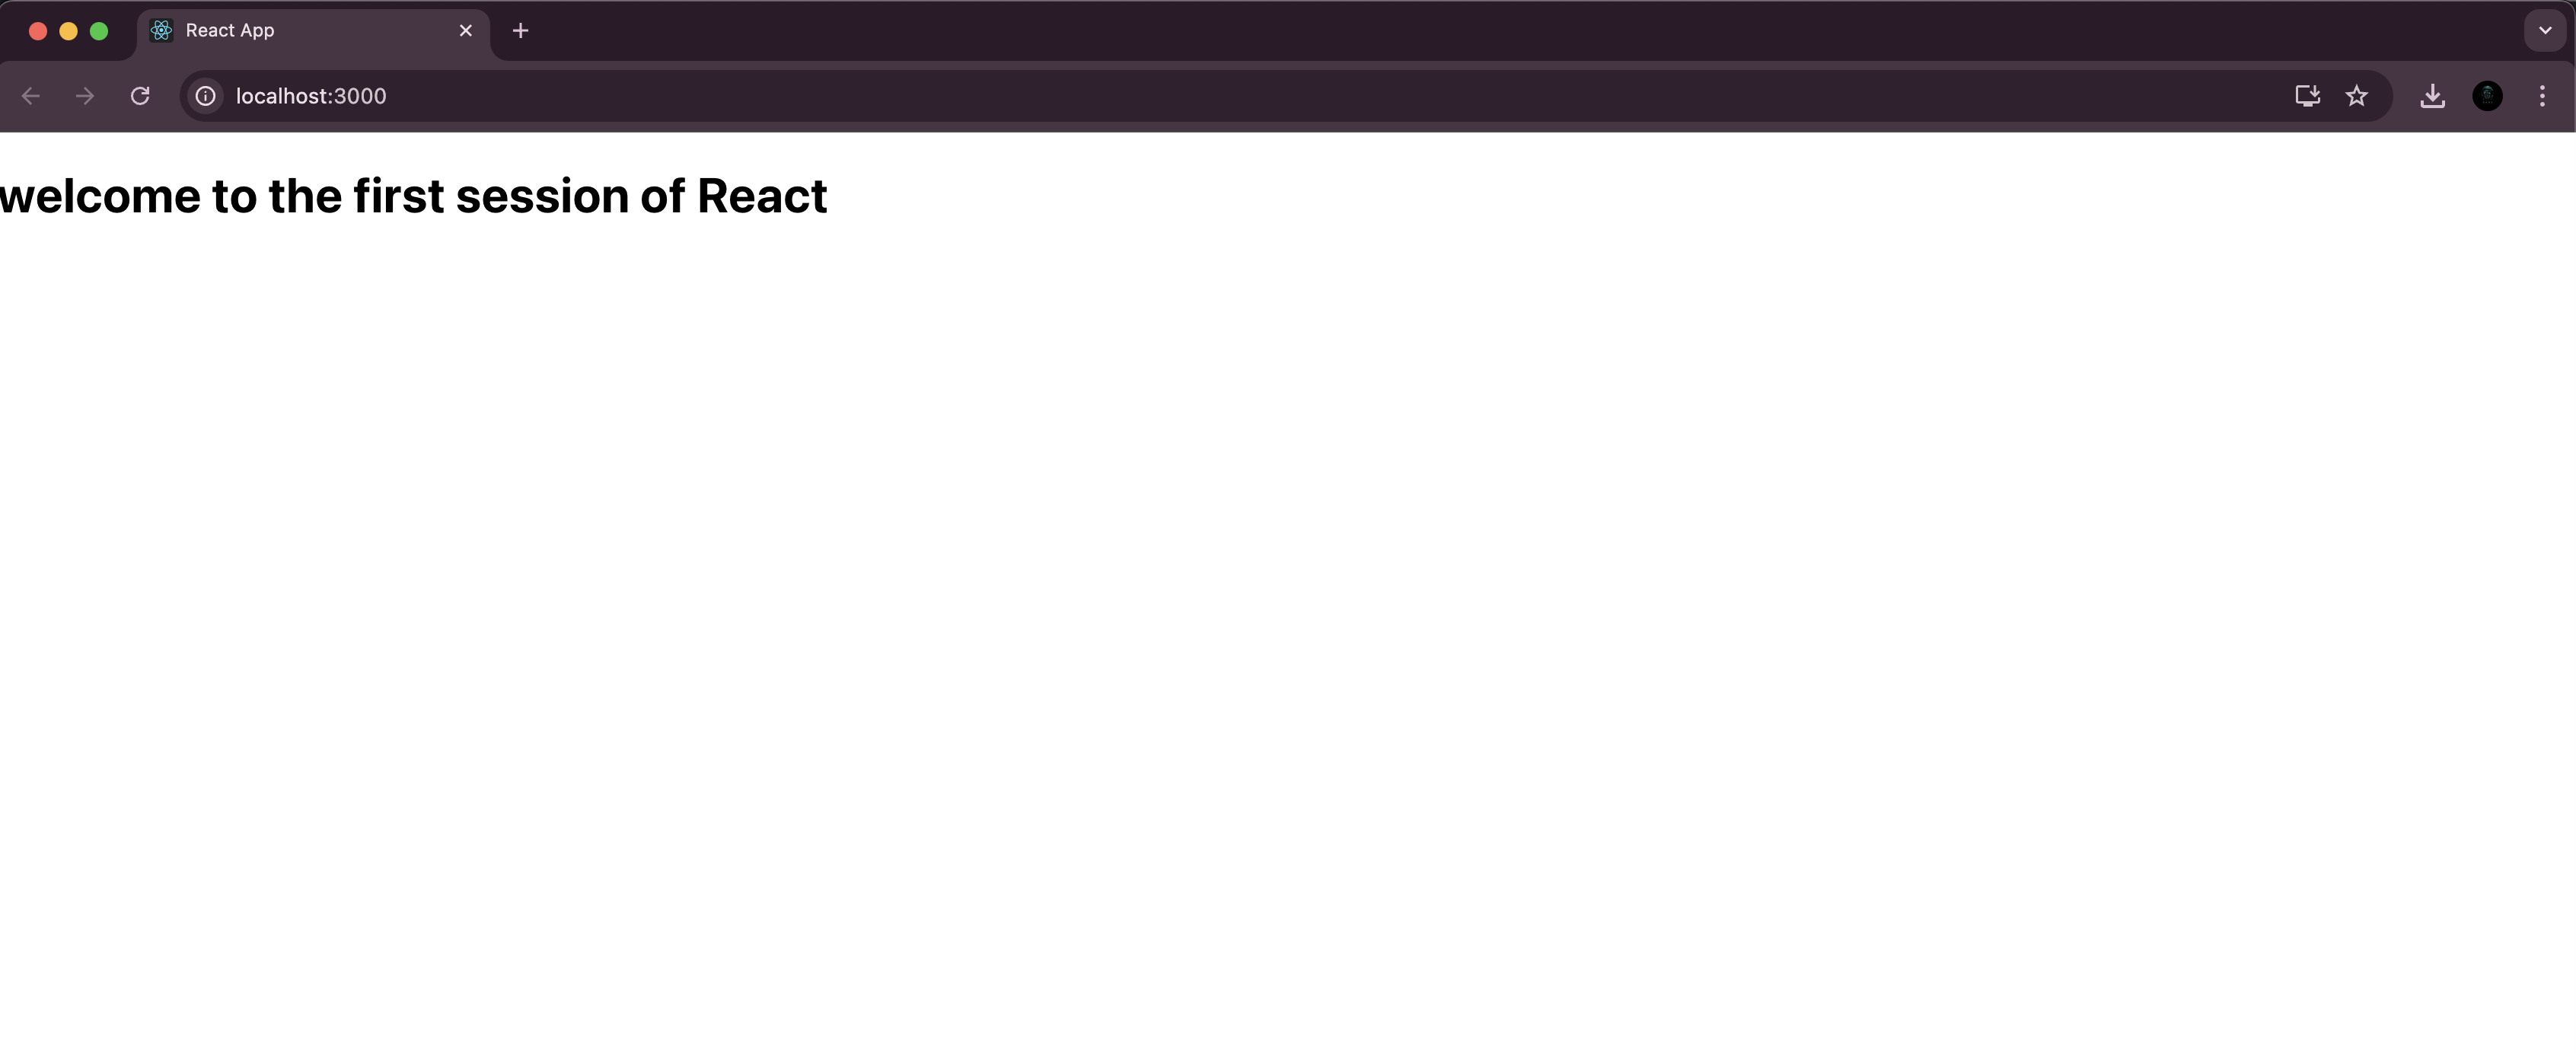 React App
localhost:3000
welcome to the first session of React